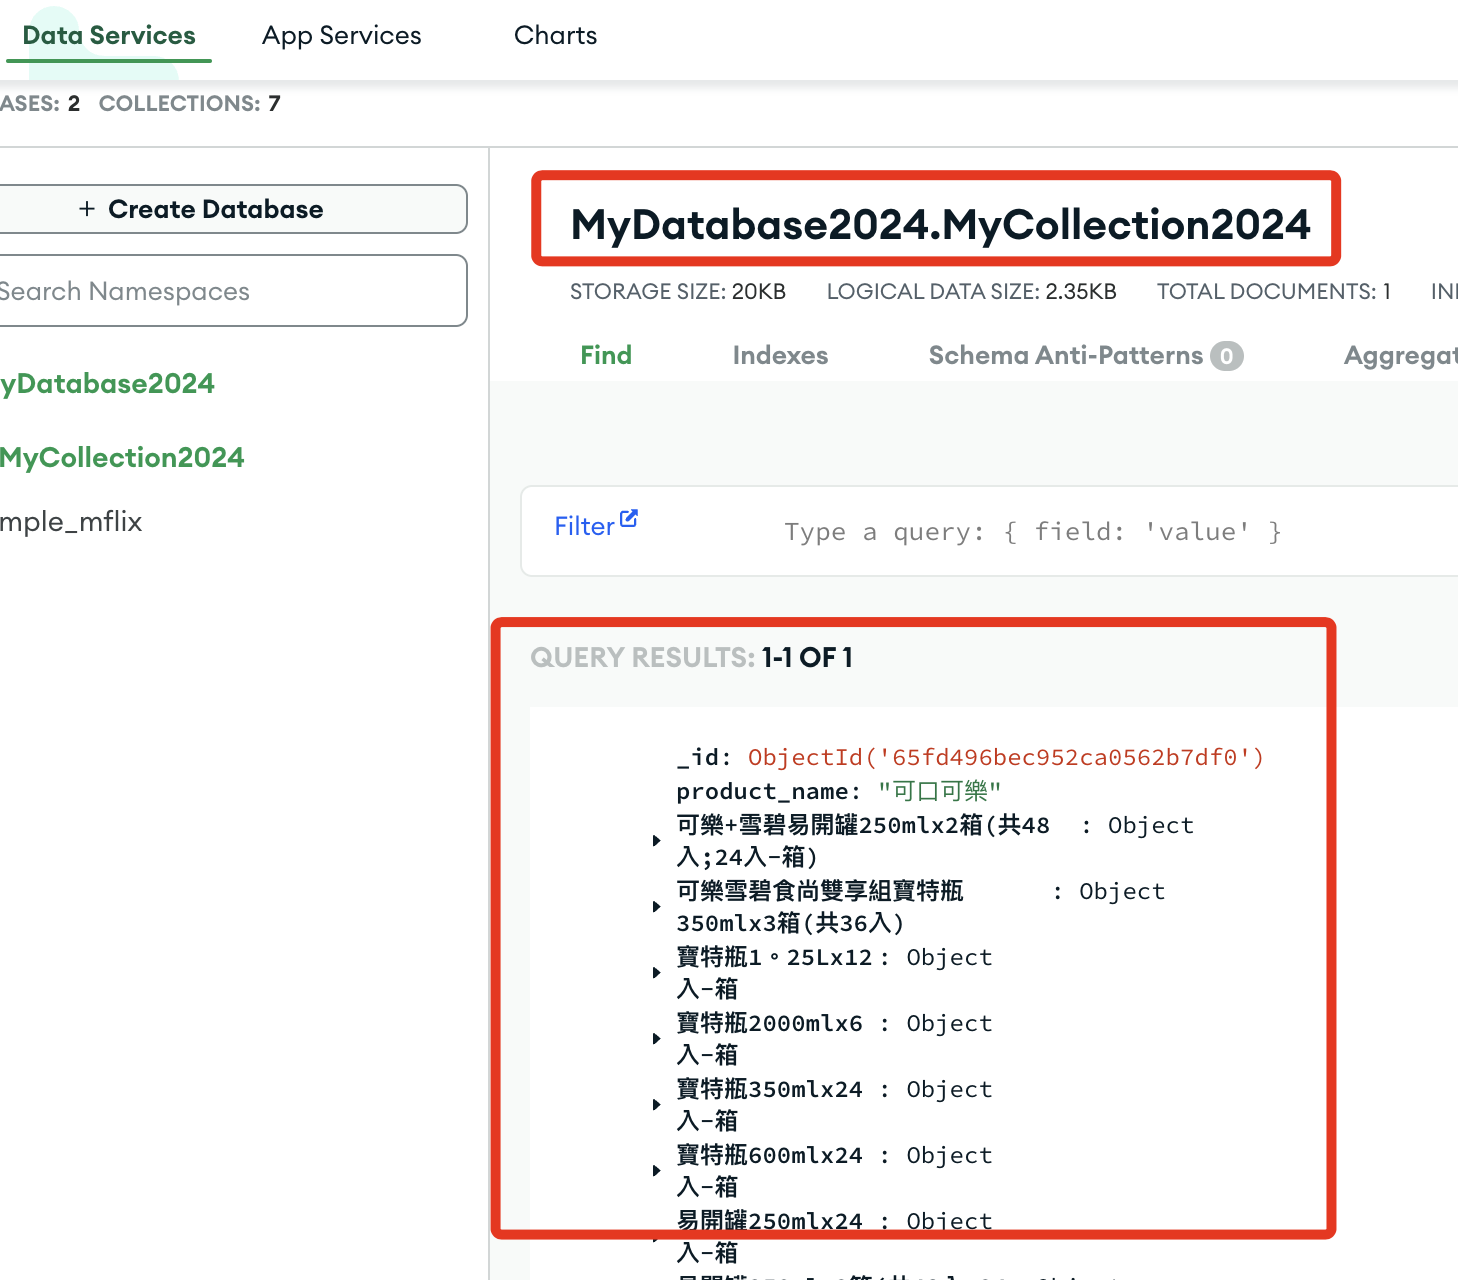 Data Services App Services Charts
ASES: 2 COLLECTIONS: 7
+ Create Database
Search Namespaces
yDatabase2024
MyCollection2024
mple_mflix
MyDatabase2024.MyCollection2024
STORAGE SIZE: 20KB LOGICAL DATA SIZE: 2.35KB TOTAL DOCUMENTS: 1 IN
Find Indexes Schema Anti-Patterns 0 Aggregat
Filter Type a query: { field: 'value' }
QUERY RESULTS: 1-1 OF 1
_id: ObjectId('65fd496bec952ca0562b7df0')
product_name: "可口可樂"
可樂+雪碧易開罐250mlx2箱(共48 : Object
入;24入-箱)
可樂雪碧食尚雙享組寶特瓶 : Object
350mlx3箱(共36入)
寶特瓶1。25Lx12 : Object
入-箱
寶特瓶2000mlx6 : Object
入-箱
寶特瓶350mlx24 : Object
入-箱
寶特瓶600mlx24 : Object
入-箱
易開罐250mlx24 : Object
入-箱